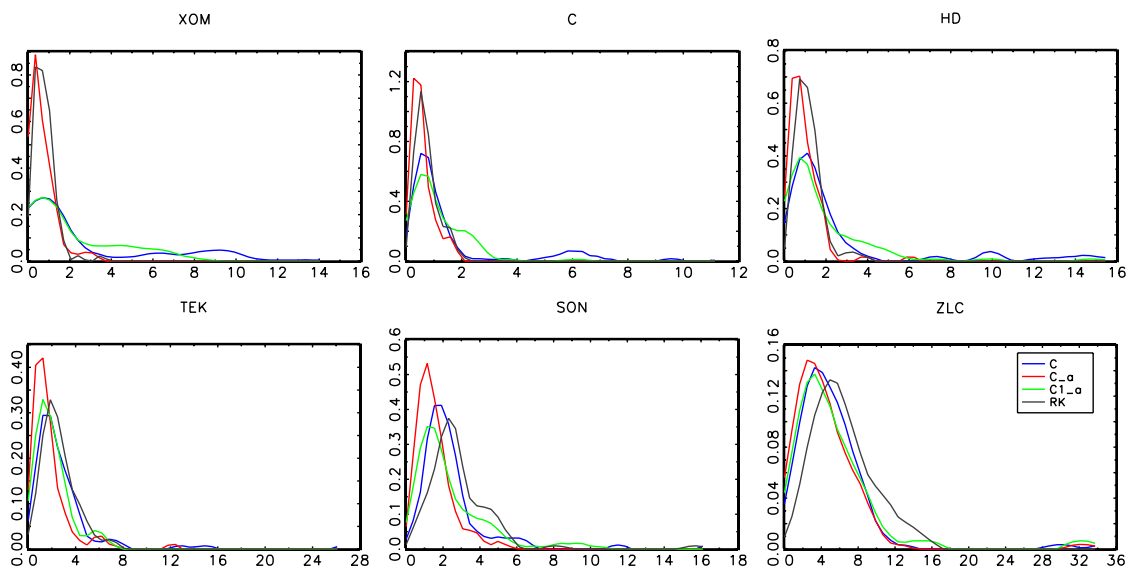 XOM
C
HD
0.0 0.2 0.4 0.6 0.8
0.0 0.4 0.8 1.2
0.0 0.2 0.4 0.6 0.8
0 2 4 6 8 10 12 14 16
0 2 4 6 8 10 12
0 2 4 6 8 10 12 14 16
TEK
SON
ZLC
0.00 0.10 0.20 0.30 0.40
0.0 0.1 0.2 0.3 0.4 0.5 0.6
0.00 0.04 0.08 0.12 0.16
C
C_a
C1_a
RK
0 4 8 12 16 20 24 28
0 2 4 6 8 10 12 14 16 18
0 4 8 12 16 20 24 28 32 36